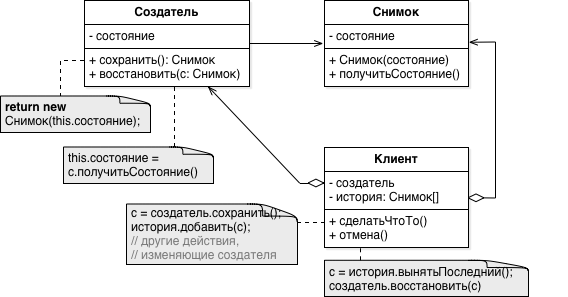 Создатель
- состояние
+ сохранить(): Снимок
+ восстановить(с: Снимок)
Снимок
- состояние
+ Снимок(состояние)
+ получитьСостояние()
return new
Снимок(this.состояние);
this.состояние =
с.получитьСостояние()
Клиент
- создатель
- история: Снимок[]
+ сделатьЧтоТо()
+ отмена()
с = создатель.сохранить();
история.добавить(с);
// другие действия,
// изменяющие создателя
с = история.вынятьПоследний();
создатель.восстановить(с)